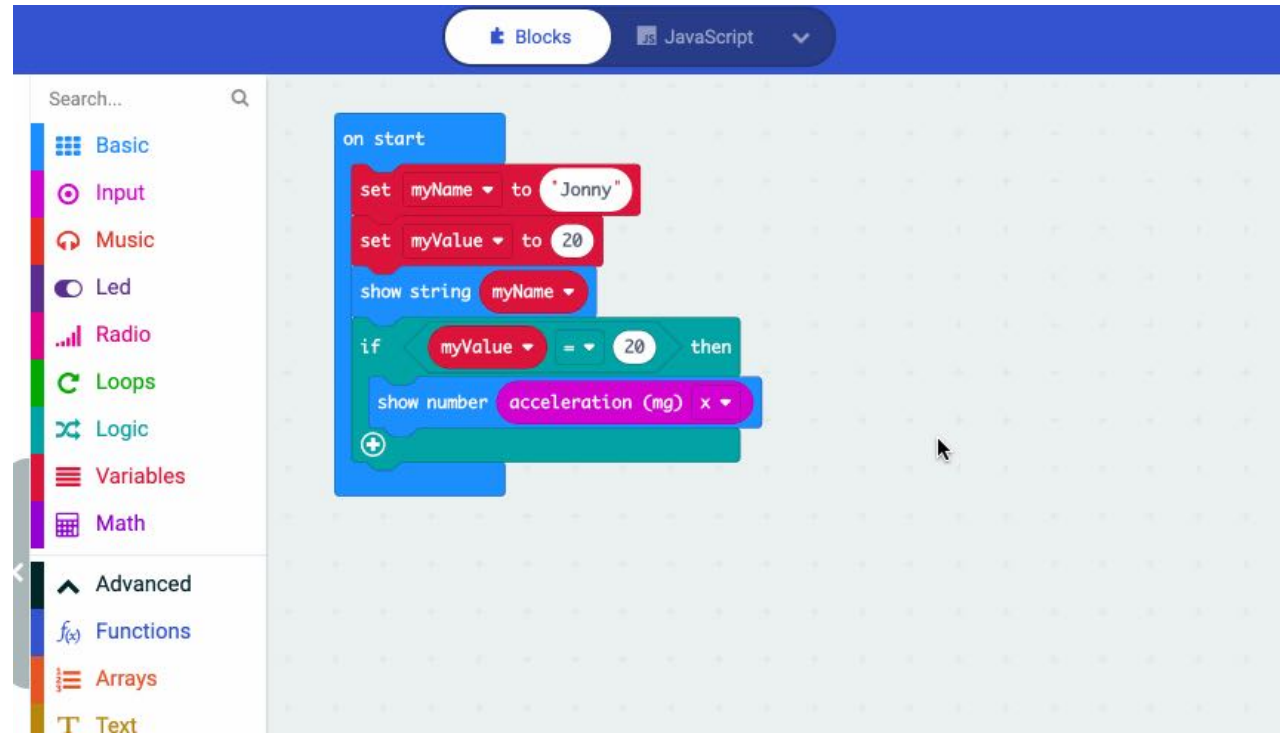 Blocks JS JavaScript
Search...
Basic
Input
Music
Led
Radio
Loops
Logic
Variables
Math
Advanced
f(x) Functions
Arrays
T Text
on start
set myName to "Jonny"
set myValue to 20
show string myName
if myValue = 20 then
show number acceleration (mg) x